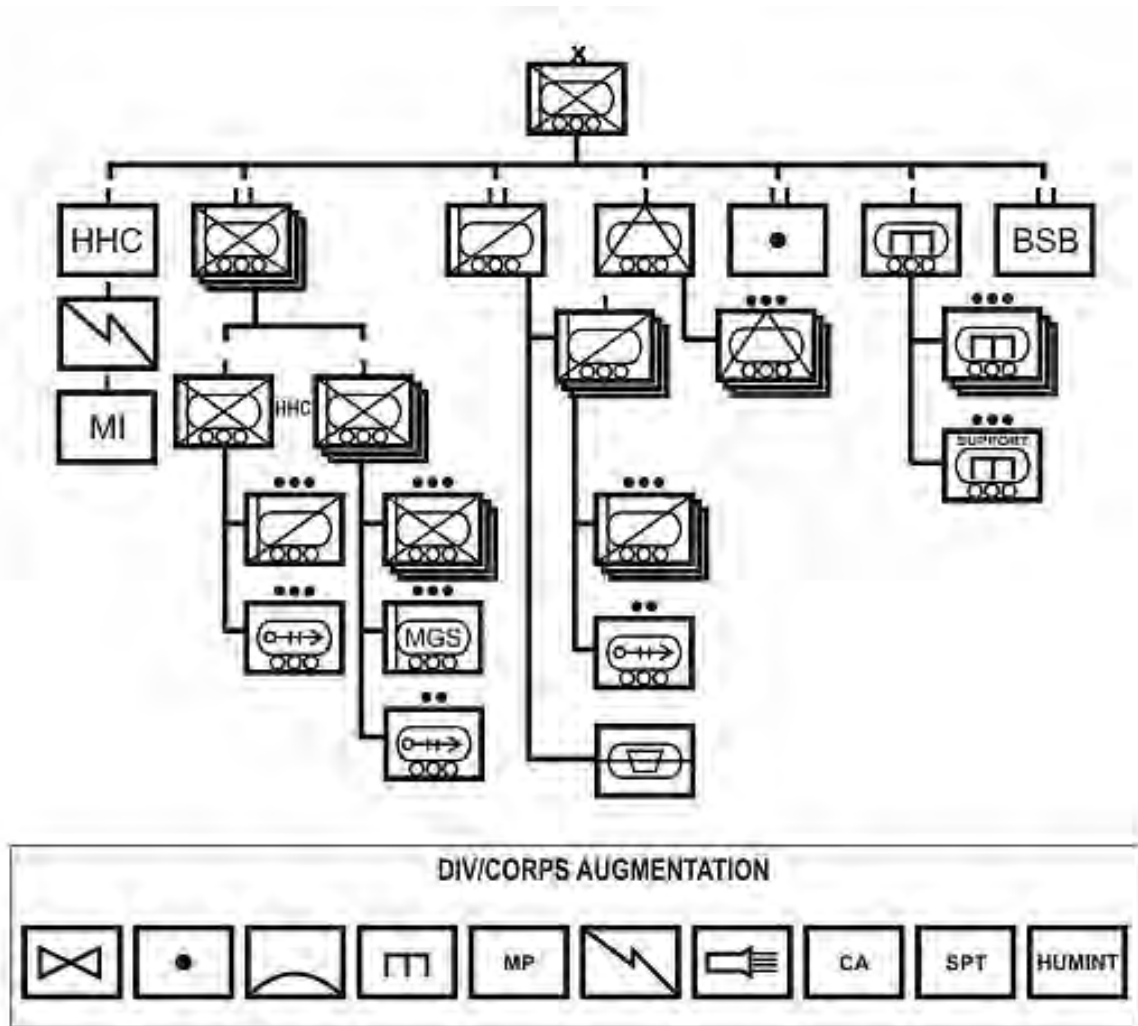 X
HHC
BSB
MI
HHC
SUPPORT
MGS
DIV/CORPS AUGMENTATION
MP
CA
SPT
HUMINT